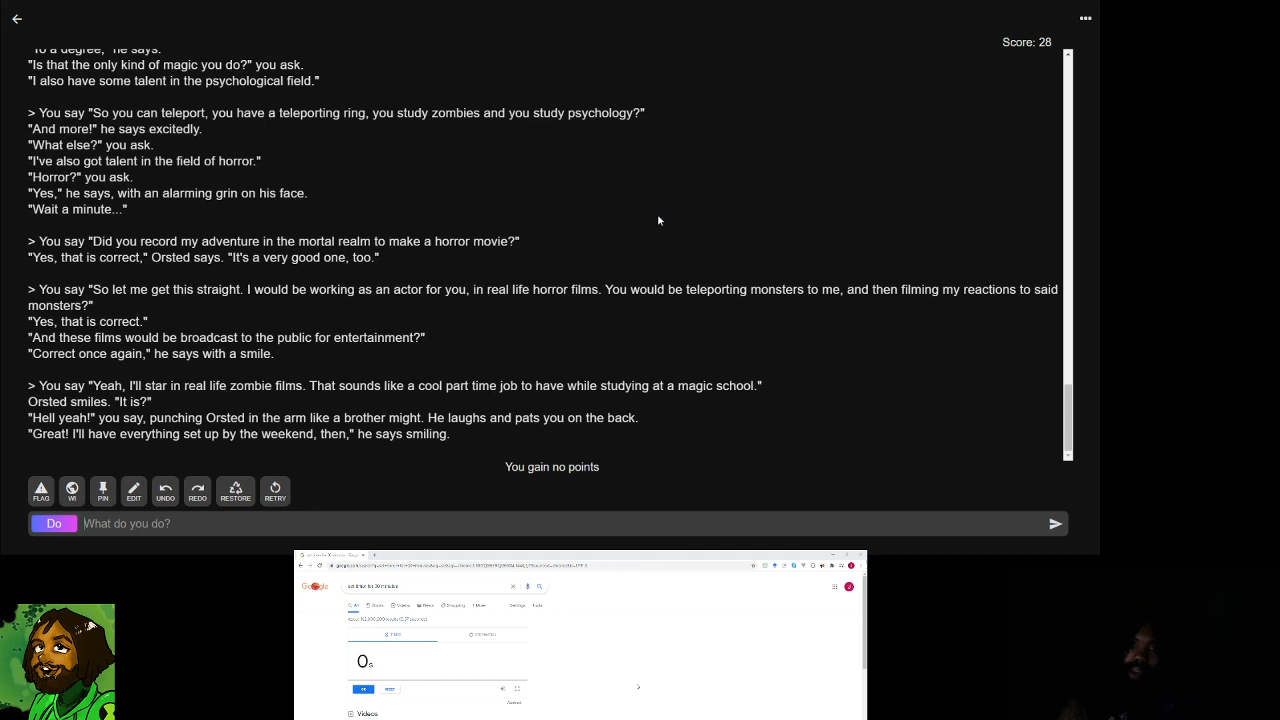 Score: 28
"To a degree," he says.
"Is that the only kind of magic you do?" you ask.
"I also have some talent in the psychological field."
> You say "So you can teleport, you have a teleporting ring, you study zombies and you study psychology?"
"And more!" he says excitedly.
"What else?" you ask.
"I've also got talent in the field of horror."
"Horror?" you ask.
"Yes," he says, with an alarming grin on his face.
"Wait a minute..."
> You say "Did you record my adventure in the mortal realm to make a horror movie?"
"Yes, that is correct," Orsted says. "It's a very good one, too."
> You say "So let me get this straight. I would be working as an actor for you, in real life horror films. You would be teleporting monsters to me, and then filming my reactions to said
monsters?"
"Yes, that is correct."
"And these films would be broadcast to the public for entertainment?"
"Correct once again," he says with a smile.
> You say "Yeah, I'll star in real life zombie films. That sounds like a cool part time job to have while studying at a magic school."
Orsted smiles. "It is?"
"Hell yeah!" you say, punching Orsted in the arm like a brother might. He laughs and pats you on the back.
"Great! I'll have everything set up by the weekend, then," he says smiling.
You gain no points
FLAG WI PIN EDIT UNDO REDO RESTORE RETRY
Do What do you do?
Google
All Videos News Shopping More Settings
0s
Videos